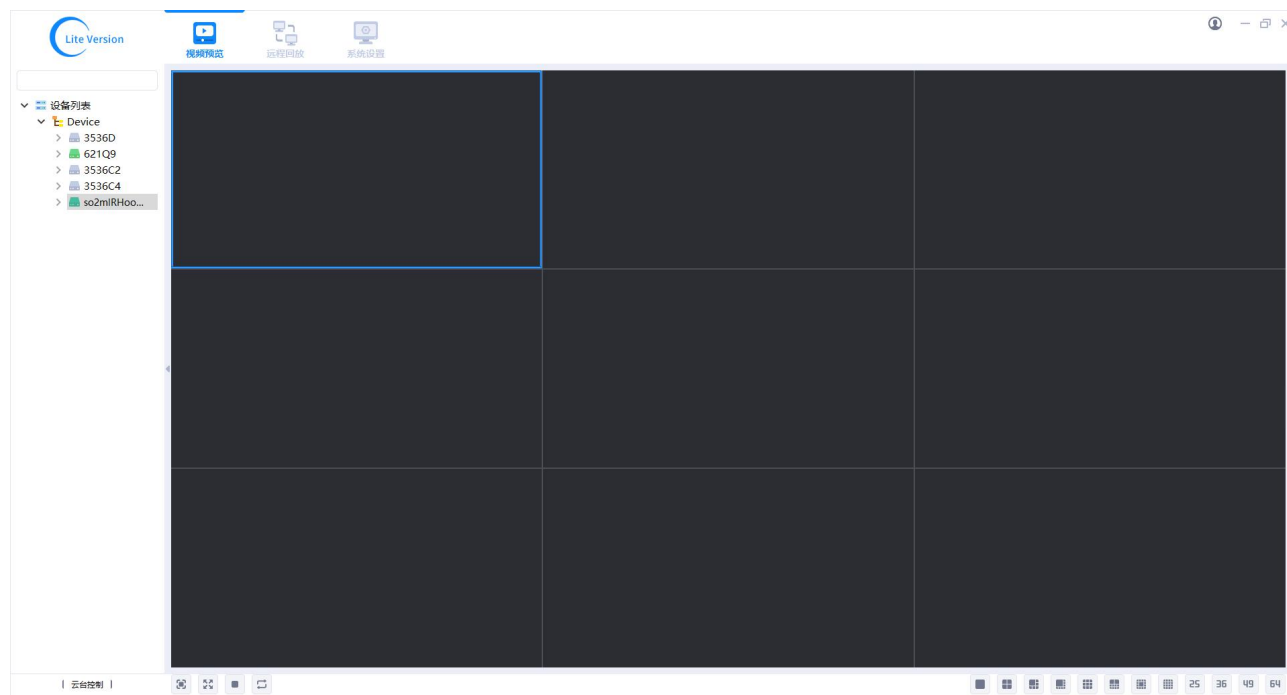 Lite Version
视频预览
远程回放
系统设置
设备列表
Device
3536D
621Q9
3536C2
3536C4
so2mlRHoo...
云台控制
25 36 49 64